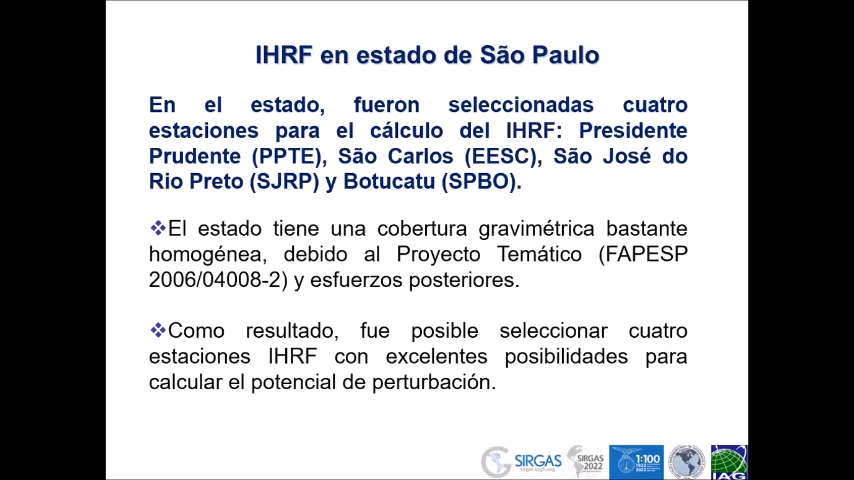 IHRF en estado de São Paulo
En el estado, fueron seleccionadas cuatro
estaciones para el cálculo del IHRF: Presidente
Prudente (PPTE), São Carlos (EESC), São José do
Rio Preto (SJRP) y Botucatu (SPBO).
❖El estado tiene una cobertura gravimétrica bastante
homogénea, debido al Proyecto Temático (FAPESP
2006/04008-2) y esfuerzos posteriores.
❖Como resultado, fue posible seleccionar cuatro
estaciones IHRF con excelentes posibilidades para
calcular el potencial de perturbación.
SIRGAS
SIRGAS
2022
1:100
IAG